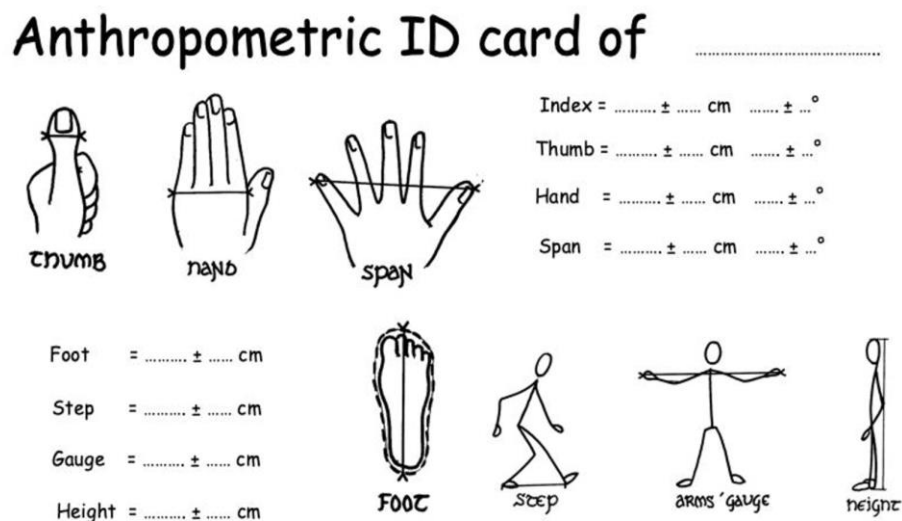 Anthropometric ID card of ................................
Index = .......... ± ...... cm ....... ± ...°
Thumb = .......... ± ...... cm ....... ± ...°
Hand = .......... ± ...... cm ....... ± ...°
Span = .......... ± ...... cm ....... ± ...°
THUMB
HAND
SPAN
Foot = .......... ± ...... cm
Step = .......... ± ...... cm
Gauge = .......... ± ...... cm
Height = .......... ± ...... cm
FOOT
STEP
ARMS' GAUGE
HEIGHT